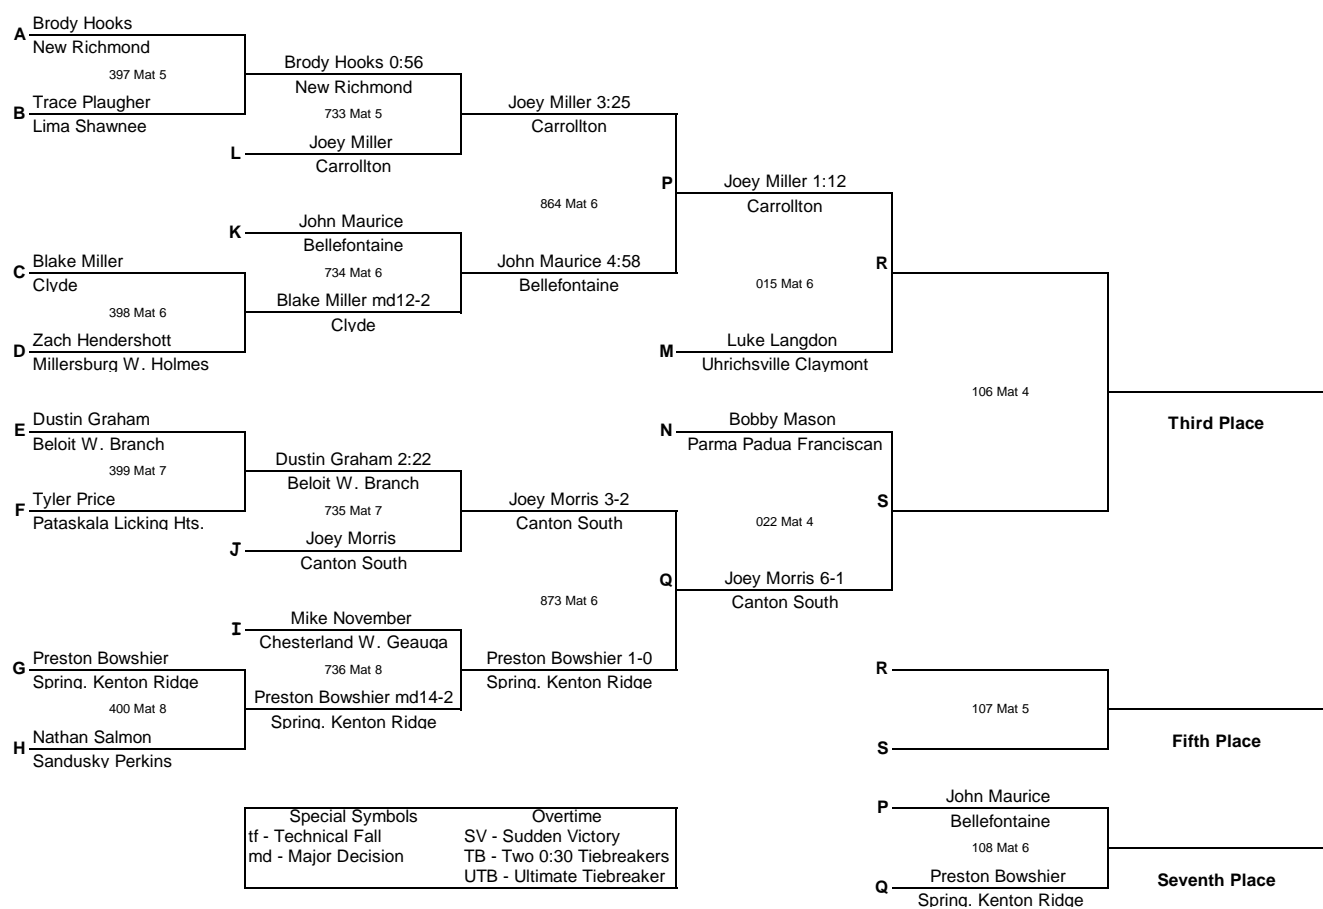 A
Brody Hooks
New Richmond
397 Mat 5
B
Trace Plaugher
Lima Shawnee
Brody Hooks 0:56
New Richmond
733 Mat 5
L
Joey Miller
Carrollton
Joey Miller 3:25
Carrollton
P
864 Mat 6
K
John Maurice
Bellefontaine
C
Blake Miller
Clyde
398 Mat 6
D
Zach Hendershott
Millersburg W. Holmes
734 Mat 6
Blake Miller md12-2
Clyde
John Maurice 4:58
Bellefontaine
Joey Miller 1:12
Carrollton
R
015 Mat 6
M
Luke Langdon
Uhrichsville Claymont
106 Mat 4
Third Place
E
Dustin Graham
Beloit W. Branch
399 Mat 7
F
Tyler Price
Pataskala Licking Hts.
Dustin Graham 2:22
Beloit W. Branch
735 Mat 7
J
Joey Morris
Canton South
Joey Morris 3-2
Canton South
N
Bobby Mason
Parma Padua Franciscan
S
022 Mat 4
Q
Joey Morris 6-1
Canton South
873 Mat 6
I
Mike November
Chesterland W. Geauga
G
Preston Bowshier
Spring. Kenton Ridge
400 Mat 8
H
Nathan Salmon
Sandusky Perkins
736 Mat 8
Preston Bowshier md14-2
Spring. Kenton Ridge
Preston Bowshier 1-0
Spring. Kenton Ridge
R
107 Mat 5
S
Fifth Place
P
John Maurice
Bellefontaine
108 Mat 6
Q
Preston Bowshier
Spring. Kenton Ridge
Seventh Place
Special Symbols
tf - Technical Fall
md - Major Decision
Overtime
SV - Sudden Victory
TB - Two 0:30 Tiebreakers
UTB - Ultimate Tiebreaker